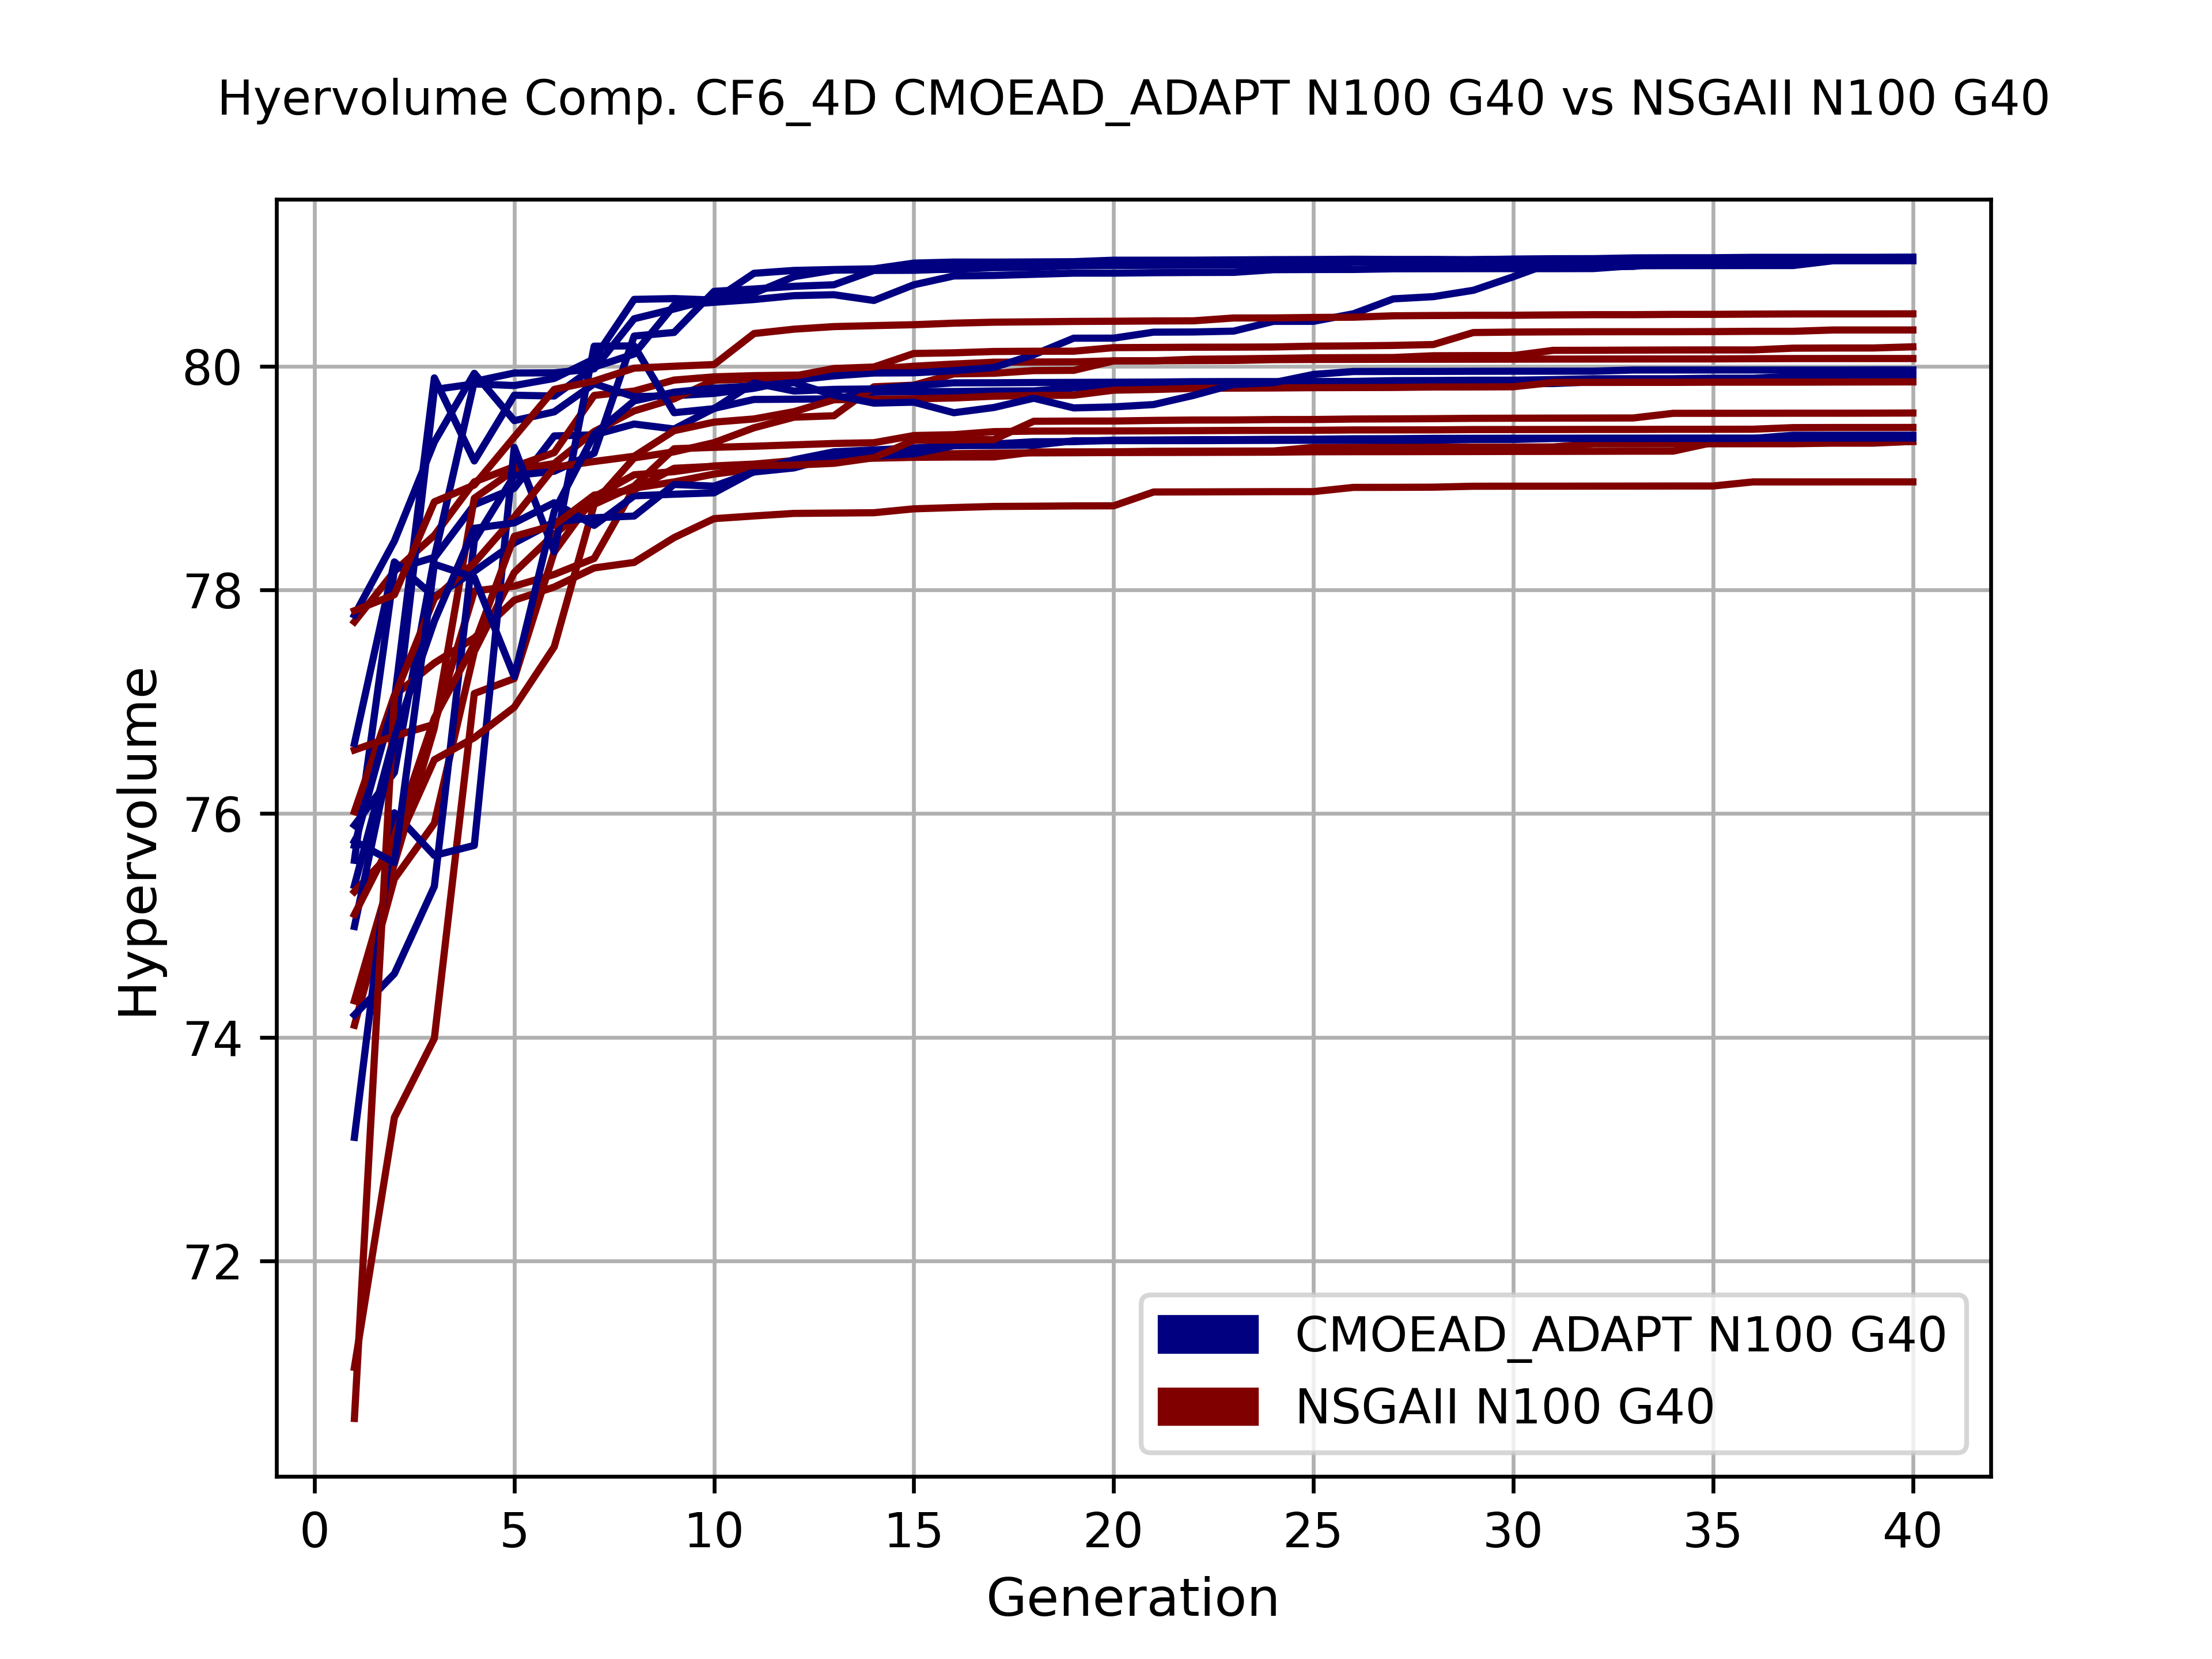 Hyervolume Comp. CF6_4D CMOEAD_ADAPT N100 G40 vs NSGAII N100 G40
Hypervolume
80
78
76
74
72
CMOEAD_ADAPT N100 G40
NSGAII N100 G40
0 5 10 15 20 25 30 35 40
Generation